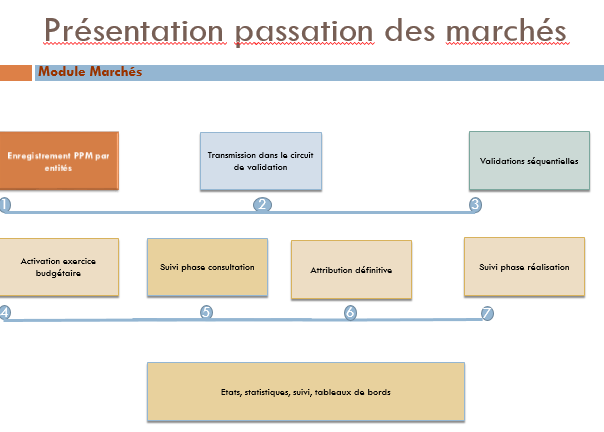 Présentation passation des marchés
Module Marchés
Enregistrement PPM par
entités
Transmission dans le circuit
de validation
Validations séquentielles
1
2
3
Activation exercice
budgétaire
Suivi phase consultation
Attribution définitive
Suivi phase réalisation
4
5
6
7
Etats, statistiques, suivi, tableaux de bords